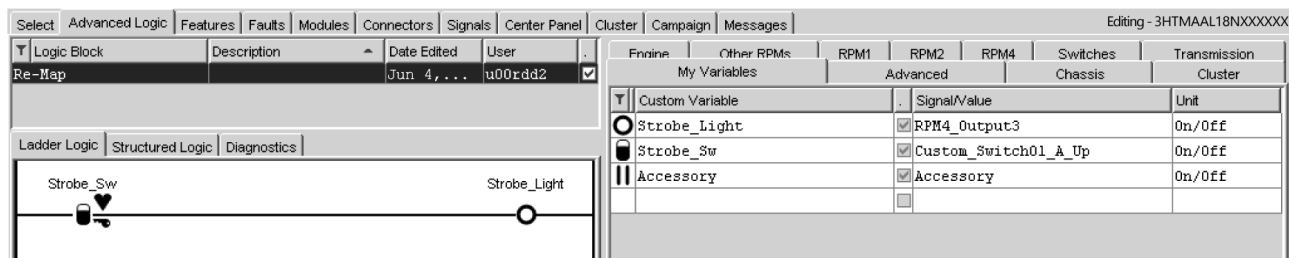 Select Advanced Logic Features Faults Modules Connectors Signals Center Panel Cluster Campaign Messages Editing - 3HTMAAL18NXXXXXX
Logic Block Description Date Edited User .
Re-Map Jun 4,... u00rdd2
Engine Other RPMs RPM1 RPM2 RPM4 Switches Transmission
My Variables Advanced Chassis Cluster
Custom Variable . Signal/Value Unit
Strobe_Light RPM4_Output3 On/Off
Strobe_Sw Custom_Switch01_A_Up On/Off
Accessory Accessory On/Off
Ladder Logic Structured Logic Diagnostics
Strobe_Sw Strobe_Light